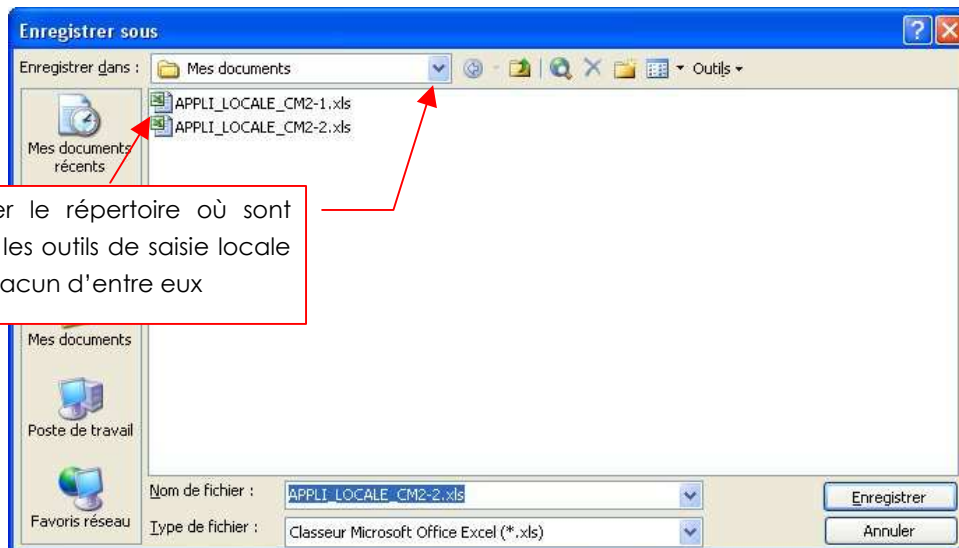 Enregistrer sous
Enregistrer dans :
Mes documents
Outils
APPLI_LOCALE_CM2-1.xls
APPLI_LOCALE_CM2-2.xls
Mes documents
récents
er le répertoire où sont
les outils de saisie locale
acun d'entre eux
Mes documents
Poste de travail
Favoris réseau
Nom de fichier :
APPLI_LOCALE_CM2-2.xls
Enregistrer
Type de fichier :
Classeur Microsoft Office Excel (*.xls)
Annuler